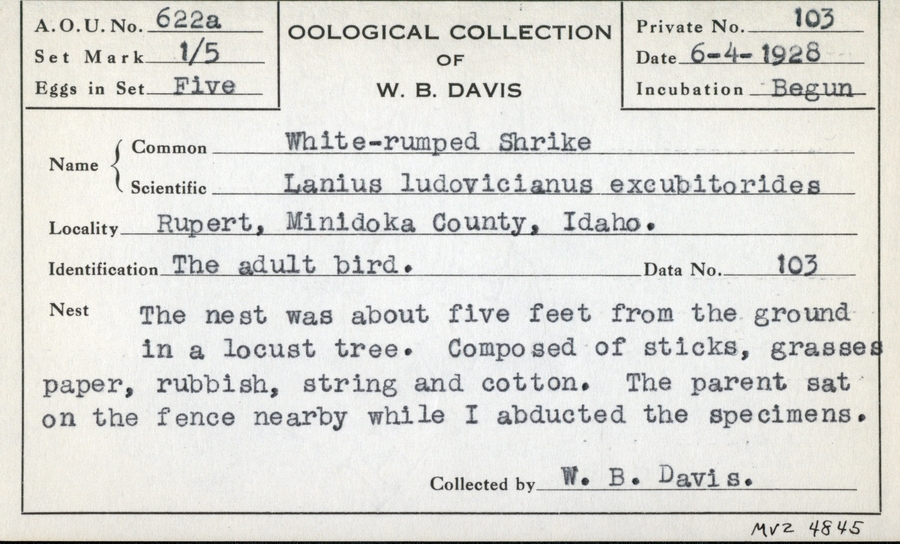 A.O.U. No. 622a
Set Mark 1/5
Eggs in Set Five
OOLOGICAL COLLECTION
OF
W. B. DAVIS
Private No. 103
Date 6-4-1928
Incubation Begun
Name
Common White-rumped Shrike
Scientific Lanius ludovicianus excubitorides
Locality Rupert, Minidoka County, Idaho.
Identification The adult bird. Data No. 103
Nest The nest was about five feet from the ground
in a locust tree. Composed of sticks, grasses
paper, rubbish, string and cotton. The parent sat
on the fence nearby while I abducted the specimens.
Collected by W. B. Davis.
MVZ 4845